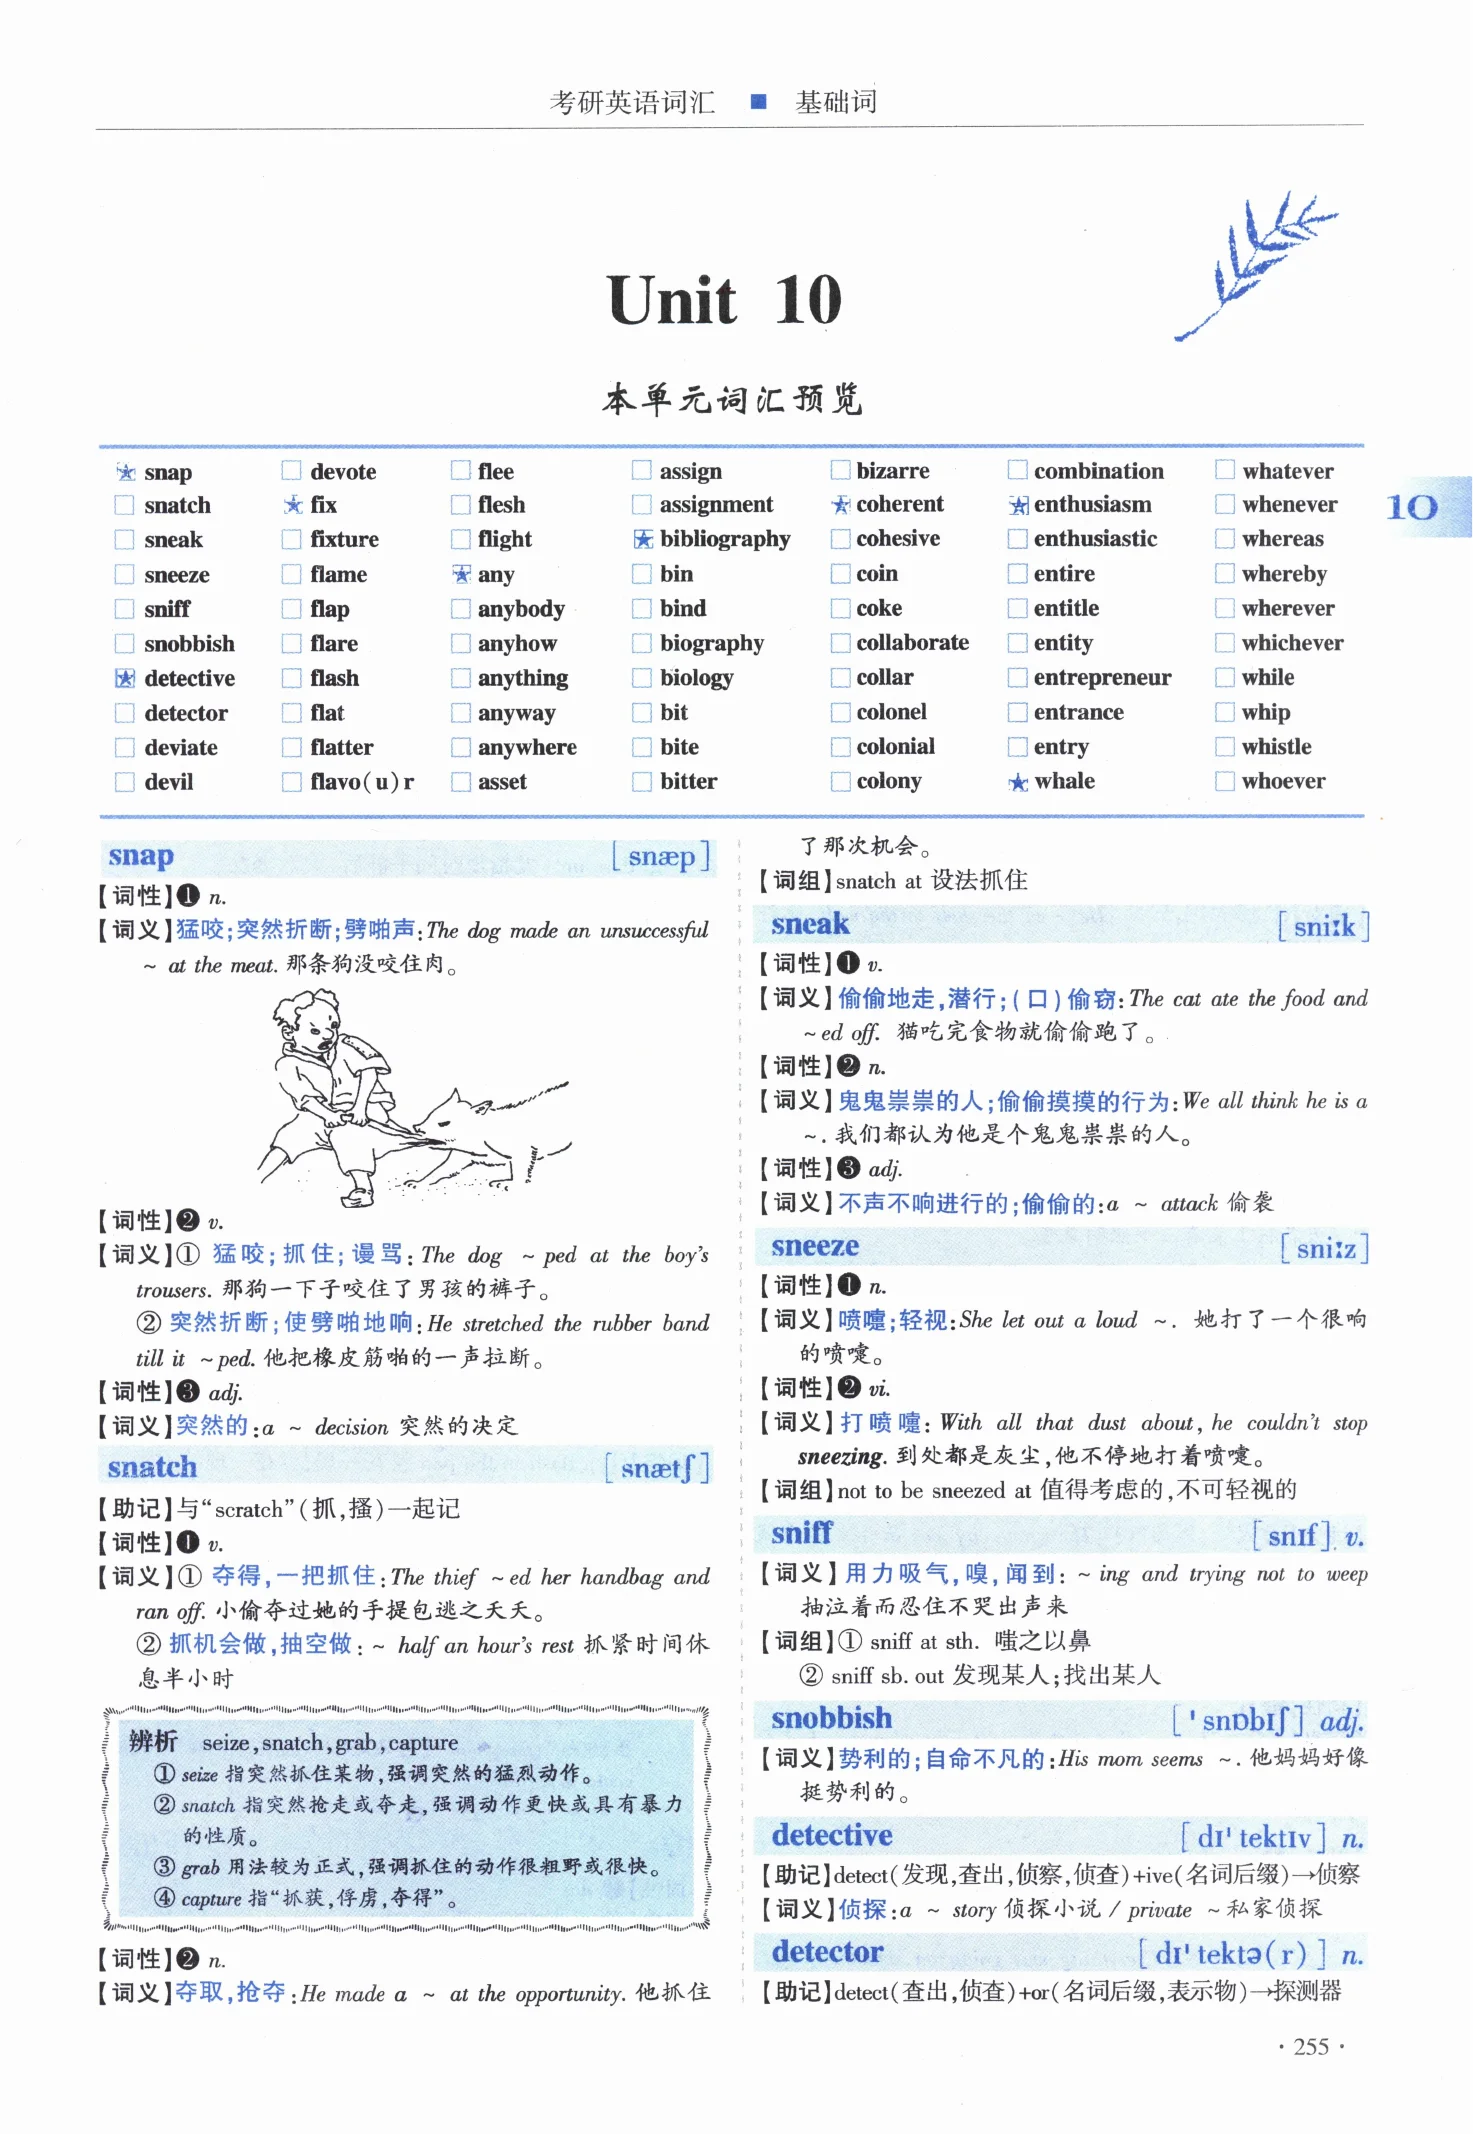 考研英语词汇 ■ 基础词
Unit 10
本单元词汇预览
snap devote flee assign bizarre combination whatever
snatch fix flesh assignment coherent enthusiasm whenever
sneak fixture flight bibliography cohesive enthusiastic whereas
sneeze flame any bin coin entire whereby
sniff flap anybody bind coke entitle wherever
snobbish flare anyhow biography collaborate entity whichever
detective flash anything biology collar entrepreneur while
detector flat anyway bit colonel entrance whip
deviate flatter anywhere bite colonial entry whistle
devil flavo(u)r asset bitter colony whale whoever
10
snap [snæp]
【词性】❶ n.
【词义】猛咬;突然折断;劈啪声:The dog made an unsuccessful
~ at the meat. 那条狗没咬住肉。
【词性】❷ v.
【词义】① 猛咬;抓住;谩骂:The dog ~ped at the boy's
trousers. 那狗一下子咬住了男孩的裤子。
② 突然折断;使劈啪地响:He stretched the rubber band
till it ~ped. 他把橡皮筋啪的一声拉断。
【词性】❸ adj.
【词义】突然的:a ~ decision 突然的决定
snatch [snætʃ]
【助记】与“scratch”(抓,搔)一起记
【词性】❶ v.
【词义】① 夺得,一把抓住:The thief ~ed her handbag and
ran off. 小偷夺过她的手提包逃之夭夭。
② 抓机会做,抽空做:~ half an hour's rest 抓紧时间休
息半小时
辨析 seize,snatch,grab,capture
① seize 指突然抓住某物,强调突然的猛烈动作。
② snatch 指突然抢走或夺走,强调动作更快或具有暴力
的性质。
③ grab 用法较为正式,强调抓住的动作很粗野或很快。
④ capture 指“抓获,俘虏,夺得”。
【词性】❷ n.
【词义】夺取,抢夺:He made a ~ at the opportunity. 他抓住
了那次机会。
【词组】snatch at 设法抓住
sneak [sniːk]
【词性】❶ v.
【词义】偷偷地走,潜行;(口)偷窃:The cat ate the food and
~ed off. 猫吃完食物就偷偷跑了。
【词性】❷ n.
【词义】鬼鬼祟祟的人;偷偷摸摸的行为:We all think he is a
~. 我们都认为他是个鬼鬼祟祟的人。
【词性】❸ adj.
【词义】不声不响进行的;偷偷的:a ~ attack 偷袭
sneeze [sniːz]
【词性】❶ n.
【词义】喷嚏;轻视:She let out a loud ~. 她打了一个很响
的喷嚏。
【词性】❷ vi.
【词义】打喷嚏:With all that dust about, he couldn't stop
sneezing. 到处都是灰尘,他不停地打着喷嚏。
【词组】not to be sneezed at 值得考虑的,不可轻视的
sniff [snɪf] v.
【词义】用力吸气,嗅,闻到:~ing and trying not to weep
抽泣着而忍住不哭出声来
【词组】① sniff at sth. 嗤之以鼻
② sniff sb. out 发现某人;找出某人
snobbish ['snɒbɪʃ] adj.
【词义】势利的;自命不凡的:His mom seems ~. 他妈妈好像
挺势利的。
detective [dɪ'tektɪv] n.
【助记】detect(发现,查出,侦察,侦查)+ive(名词后缀)→侦察
【词义】侦探:a ~ story 侦探小说 / private ~ 私家侦探
detector [dɪ'tektə(r)] n.
【助记】detect(查出,侦查)+or(名词后缀,表示物)→探测器
·255·